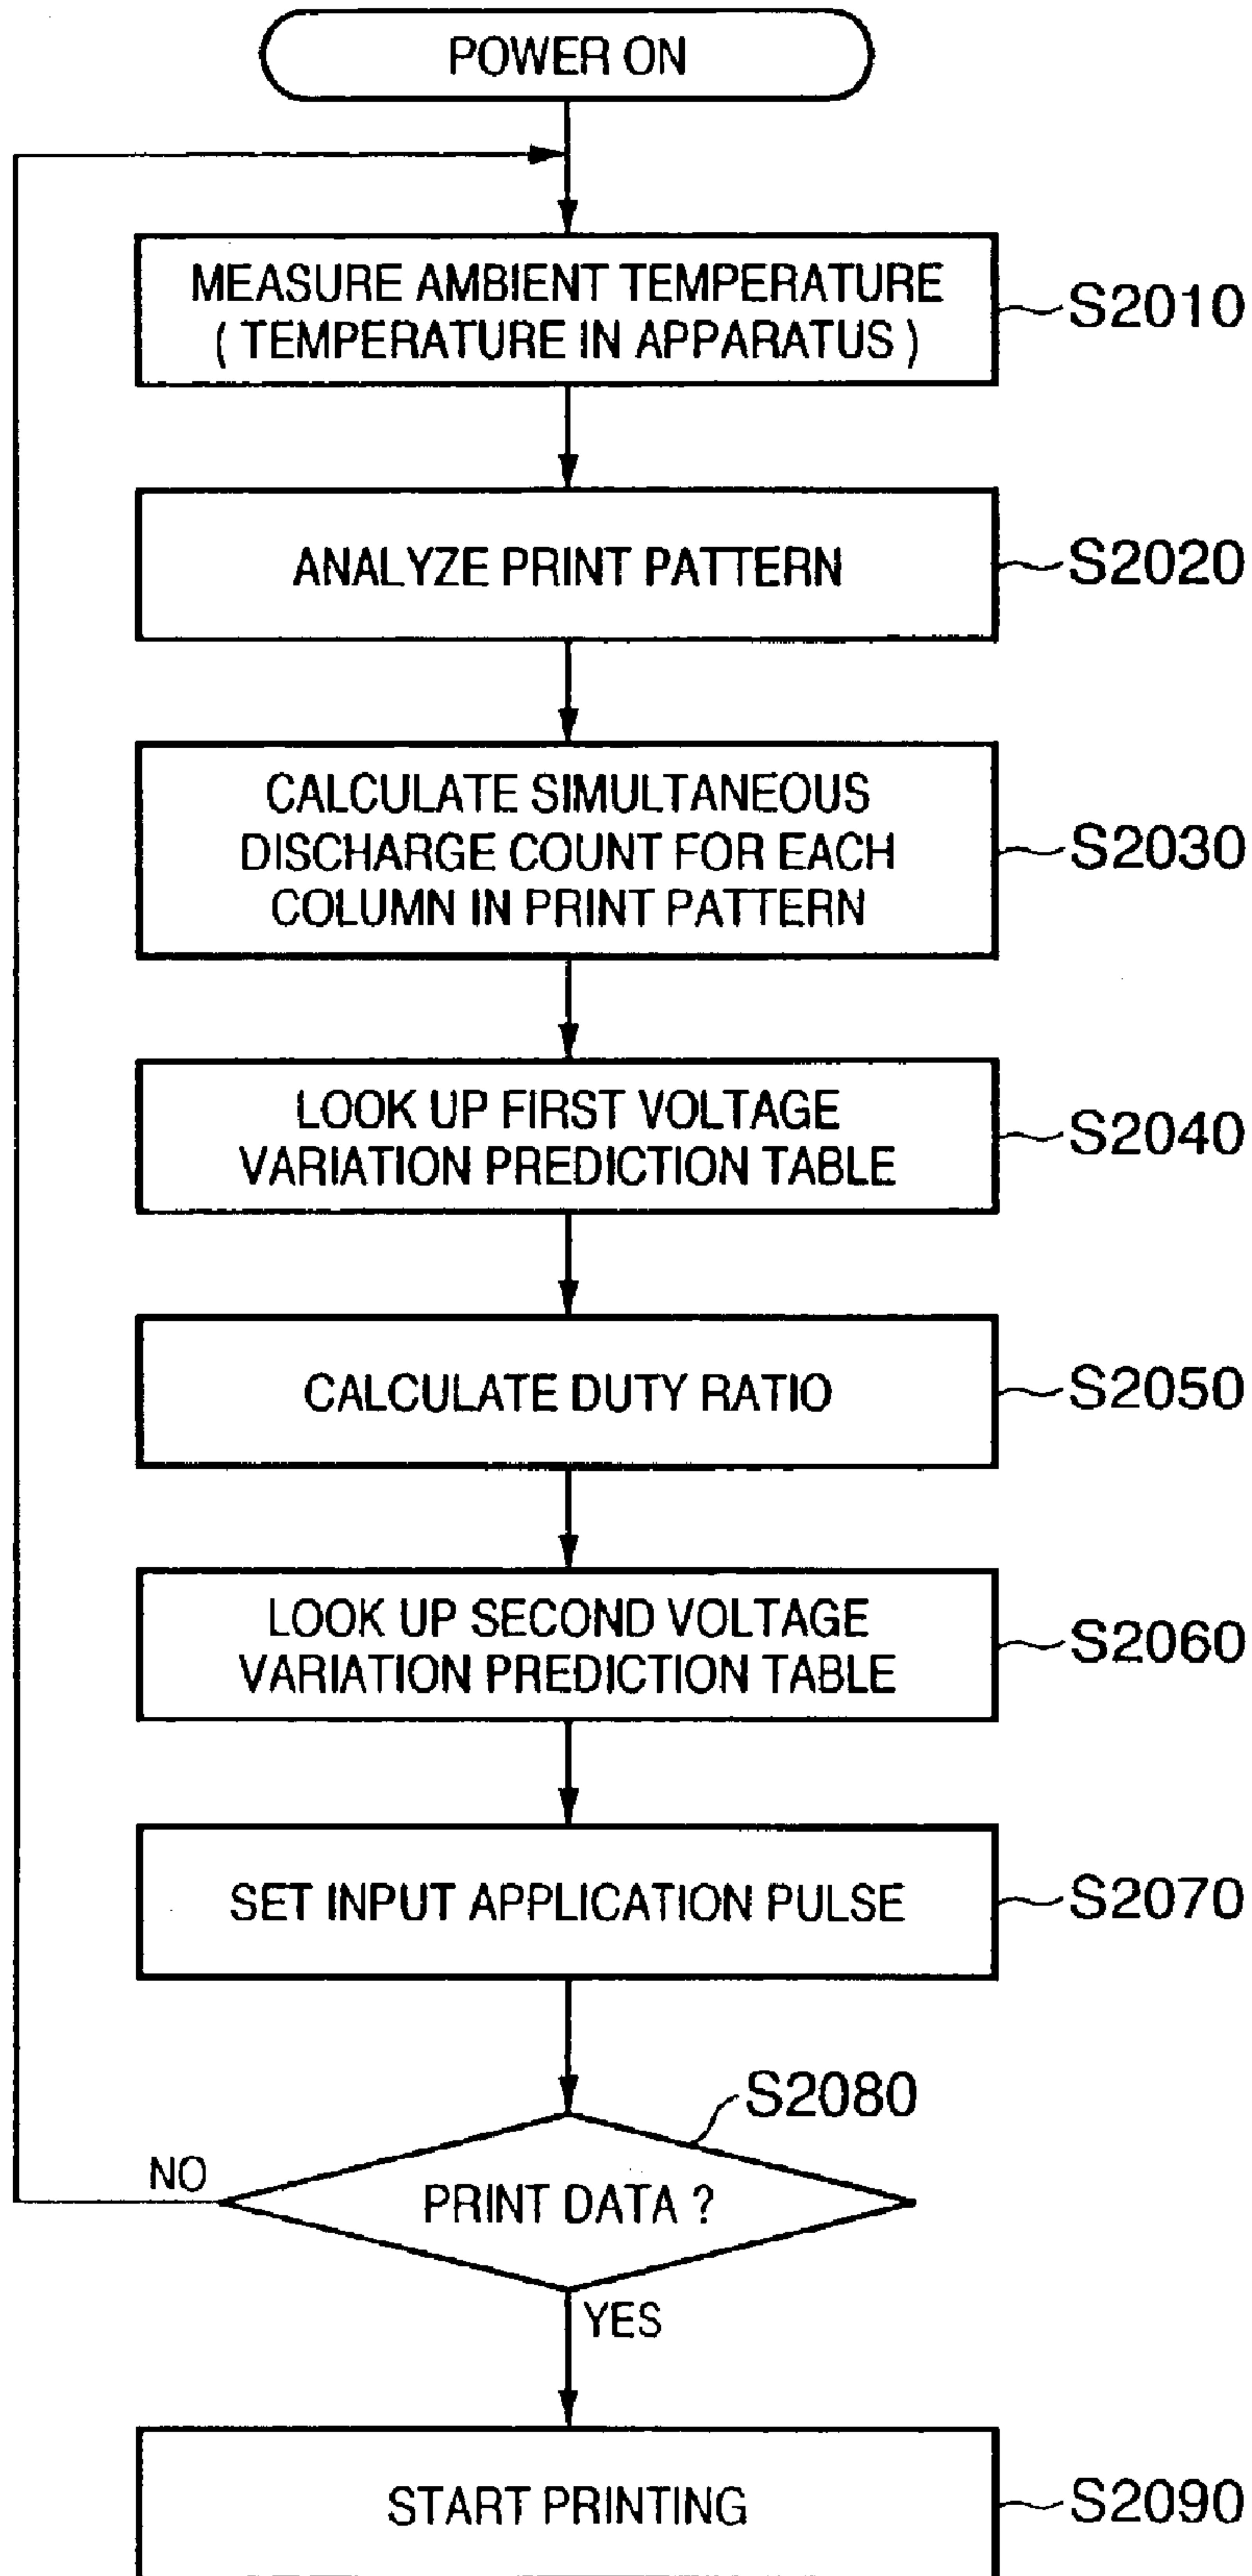 POWER ON
MEASURE AMBIENT TEMPERATURE
( TEMPERATURE IN APPARATUS )
S2010
ANALYZE PRINT PATTERN
S2020
CALCULATE SIMULTANEOUS
DISCHARGE COUNT FOR EACH
COLUMN IN PRINT PATTERN
S2030
LOOK UP FIRST VOLTAGE
VARIATION PREDICTION TABLE
S2040
CALCULATE DUTY RATIO
S2050
LOOK UP SECOND VOLTAGE
VARIATION PREDICTION TABLE
S2060
SET INPUT APPLICATION PULSE
S2070
S2080
NO
PRINT DATA ?
YES
START PRINTING
S2090